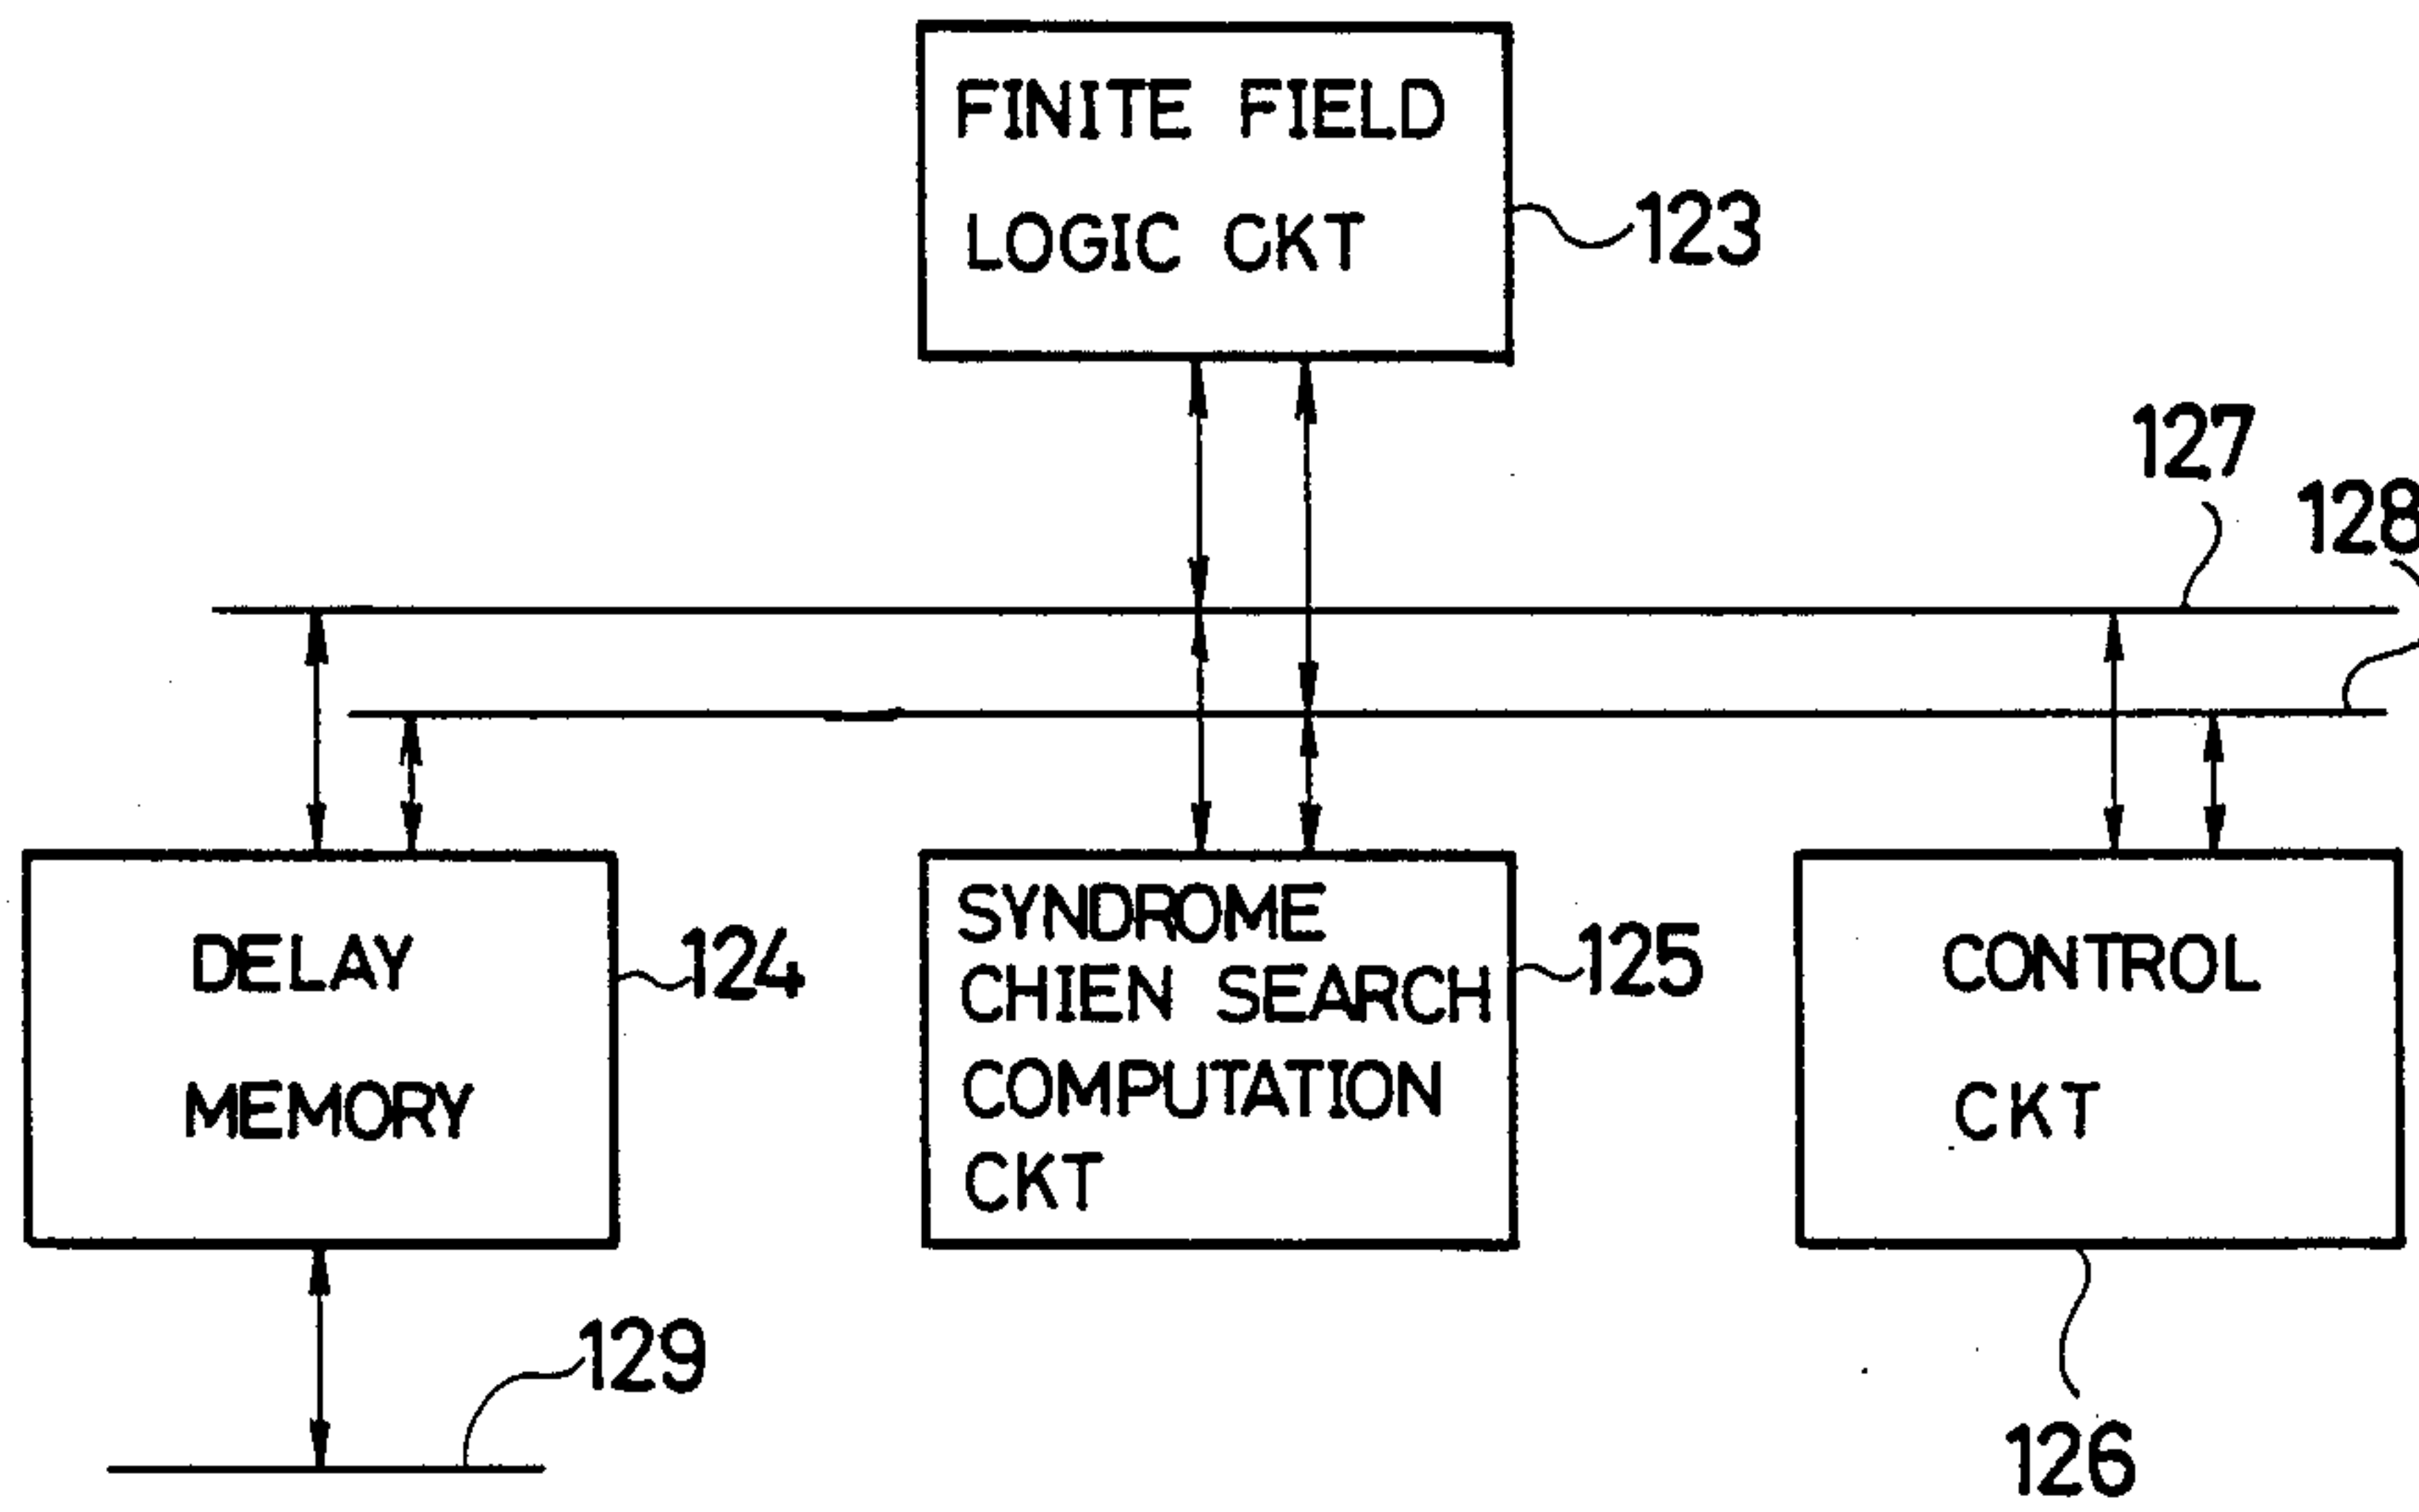 FINITE FIELD
LOGIC CKT
123
127
128
DELAY
MEMORY
124
SYNDROME
CHIEN SEARCH
COMPUTATION
CKT
125
CONTROL
CKT
129
126